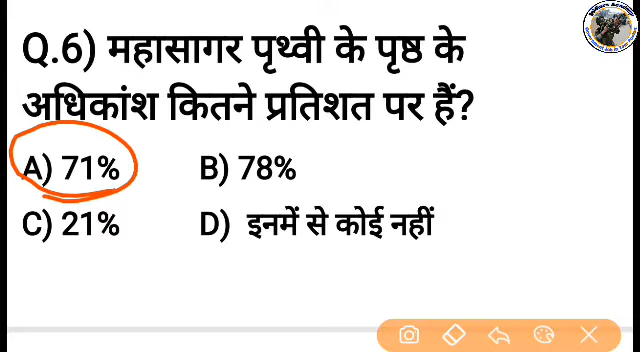 Q.6) महासागर पृथ्वी के पृष्ठ के
अधिकांश कितने प्रतिशत पर हैं?
A) 71% B) 78%
C) 21% D) इनमें से कोई नहीं